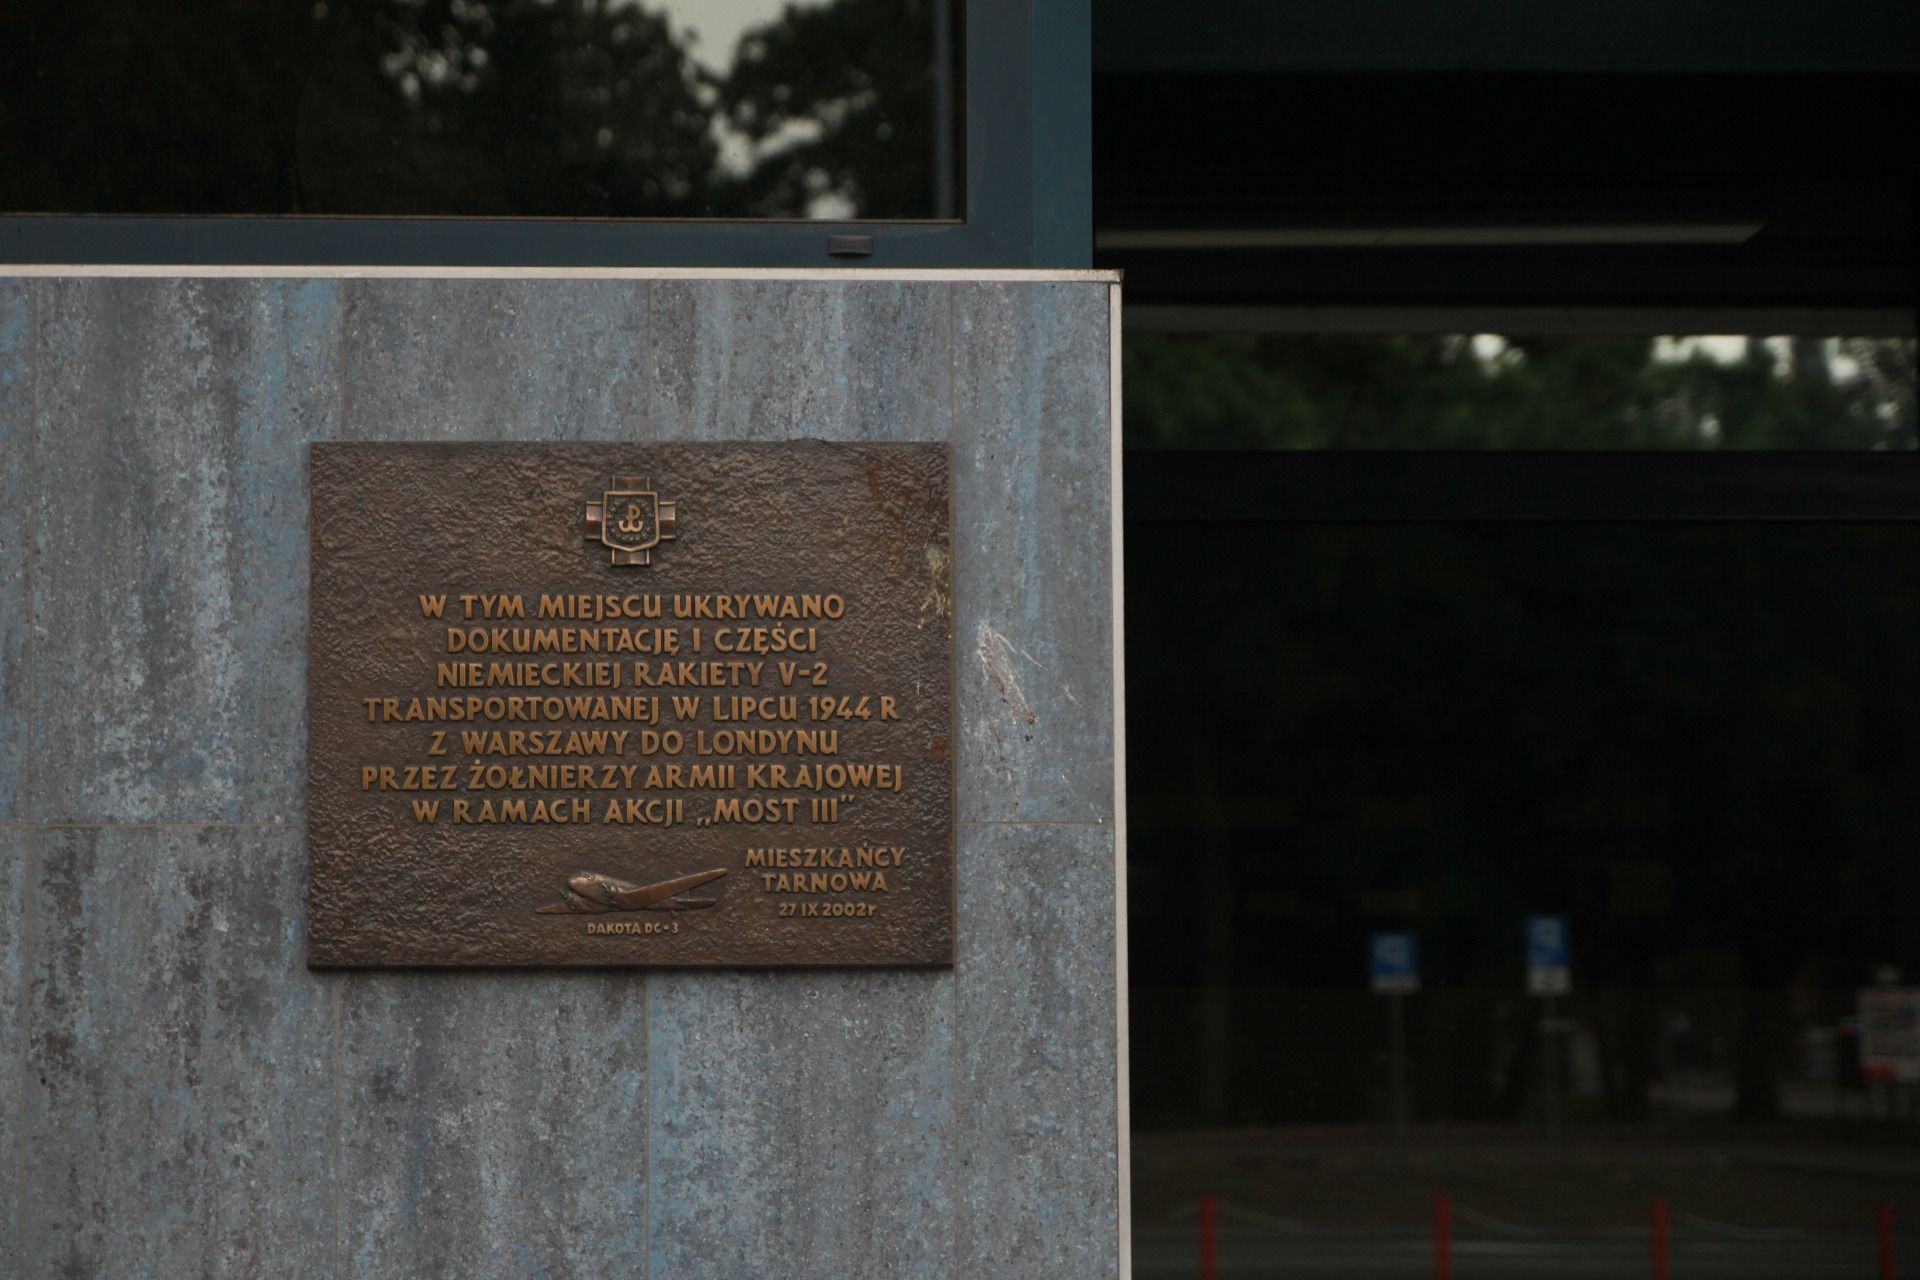 W TYM MIEJSCU UKRYWANO
DOKUMENTACJĘ I CZĘŚCI
NIEMIECKIEJ RAKIETY V-2
TRANSPORTOWANEJ W LIPCU 1944 R
Z WARSZAWY DO LONDYNU
PRZEZ ŻOŁNIERZY ARMII KRAJOWEJ
W RAMACH AKCJI „MOST III"
MIESZKAŃCY
TARNOWA
27 IX 2002r
DAKOTA DC-3